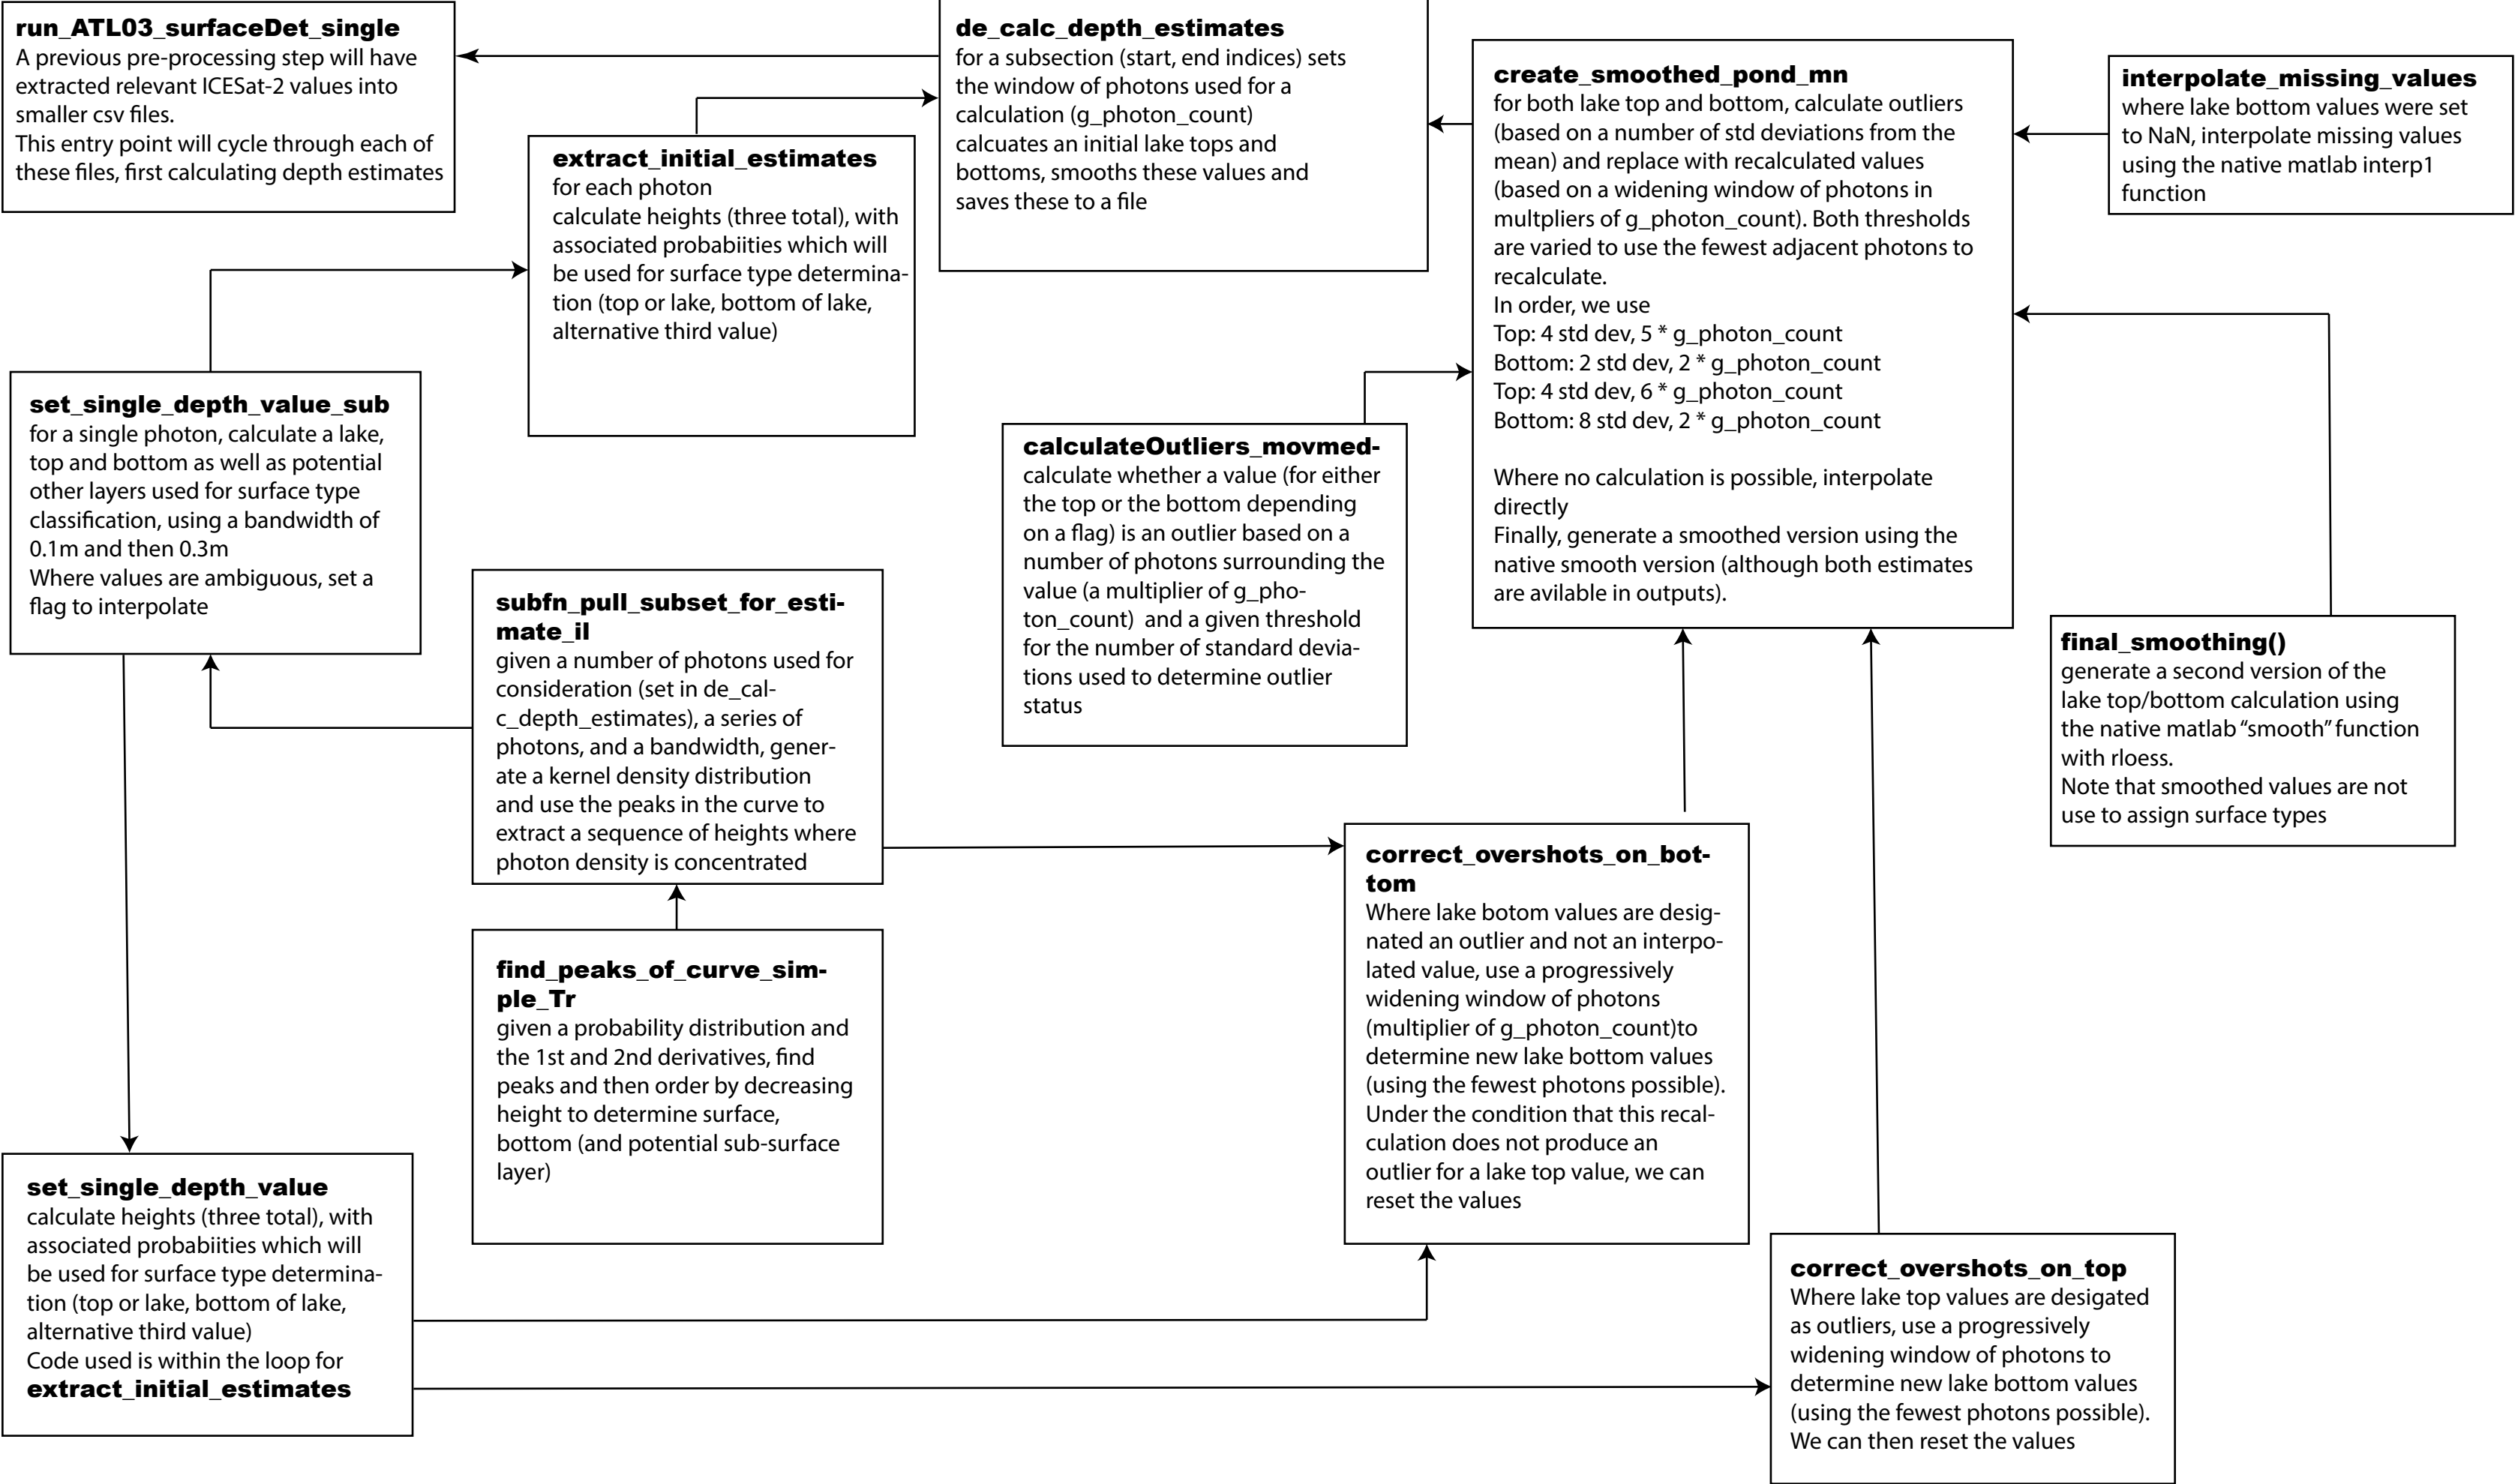 run_ATL03_surfaceDet_single
A previous pre-processing step will have
extracted relevant ICESat-2 values into
smaller csv files.
This entry point will cycle through each of
these files, first calculating depth estimates
de_calc_depth_estimates
for a subsection (start, end indices) sets
the window of photons used for a
calculation (g_photon_count)
calcuates an initial lake tops and
bottoms, smooths these values and
saves these to a file
create_smoothed_pond_mn
for both lake top and bottom, calculate outliers
(based on a number of std deviations from the
mean) and replace with recalculated values
(based on a widening window of photons in
multpliers of g_photon_count). Both thresholds
are varied to use the fewest adjacent photons to
recalculate.
In order, we use
Top: 4 std dev, 5 * g_photon_count
Bottom: 2 std dev, 2 * g_photon_count
Top: 4 std dev, 6 * g_photon_count
Bottom: 8 std dev, 2 * g_photon_count
Where no calculation is possible, interpolate
directly
Finally, generate a smoothed version using the
native smooth version (although both estimates
are avilable in outputs).
interpolate_missing_values
where lake bottom values were set
to NaN, interpolate missing values
using the native matlab interp1
function
extract_initial_estimates
for each photon
calculate heights (three total), with
associated probabiities which will
be used for surface type determina-
tion (top or lake, bottom of lake,
alternative third value)
set_single_depth_value_sub
for a single photon, calculate a lake,
top and bottom as well as potential
other layers used for surface type
classification, using a bandwidth of
0.1m and then 0.3m
Where values are ambiguous, set a
flag to interpolate
calculateOutliers_movmed-
calculate whether a value (for either
the top or the bottom depending
on a flag) is an outlier based on a
number of photons surrounding the
value (a multiplier of g_pho-
ton_count)  and a given threshold
for the number of standard devia-
tions used to determine outlier
status
subfn_pull_subset_for_esti-
mate_il
given a number of photons used for
consideration (set in de_cal-
c_depth_estimates), a series of
photons, and a bandwidth, gener-
ate a kernel density distribution
and use the peaks in the curve to
extract a sequence of heights where
photon density is concentrated
final_smoothing()
generate a second version of the
lake top/bottom calculation using
the native matlab “smooth” function
with rloess.
Note that smoothed values are not
use to assign surface types
correct_overshots_on_bot-
tom
Where lake botom values are desig-
nated an outlier and not an interpo-
lated value, use a progressively
widening window of photons
(multiplier of g_photon_count)to
determine new lake bottom values
(using the fewest photons possible).
Under the condition that this recal-
culation does not produce an
outlier for a lake top value, we can
reset the values
find_peaks_of_curve_sim-
ple_Tr
given a probability distribution and
the 1st and 2nd derivatives, find
peaks and then order by decreasing
height to determine surface,
bottom (and potential sub-surface
layer)
set_single_depth_value
calculate heights (three total), with
associated probabiities which will
be used for surface type determina-
tion (top or lake, bottom of lake,
alternative third value)
Code used is within the loop for
extract_initial_estimates
correct_overshots_on_top
Where lake top values are desigated
as outliers, use a progressively
widening window of photons to
determine new lake bottom values
(using the fewest photons possible).
We can then reset the values